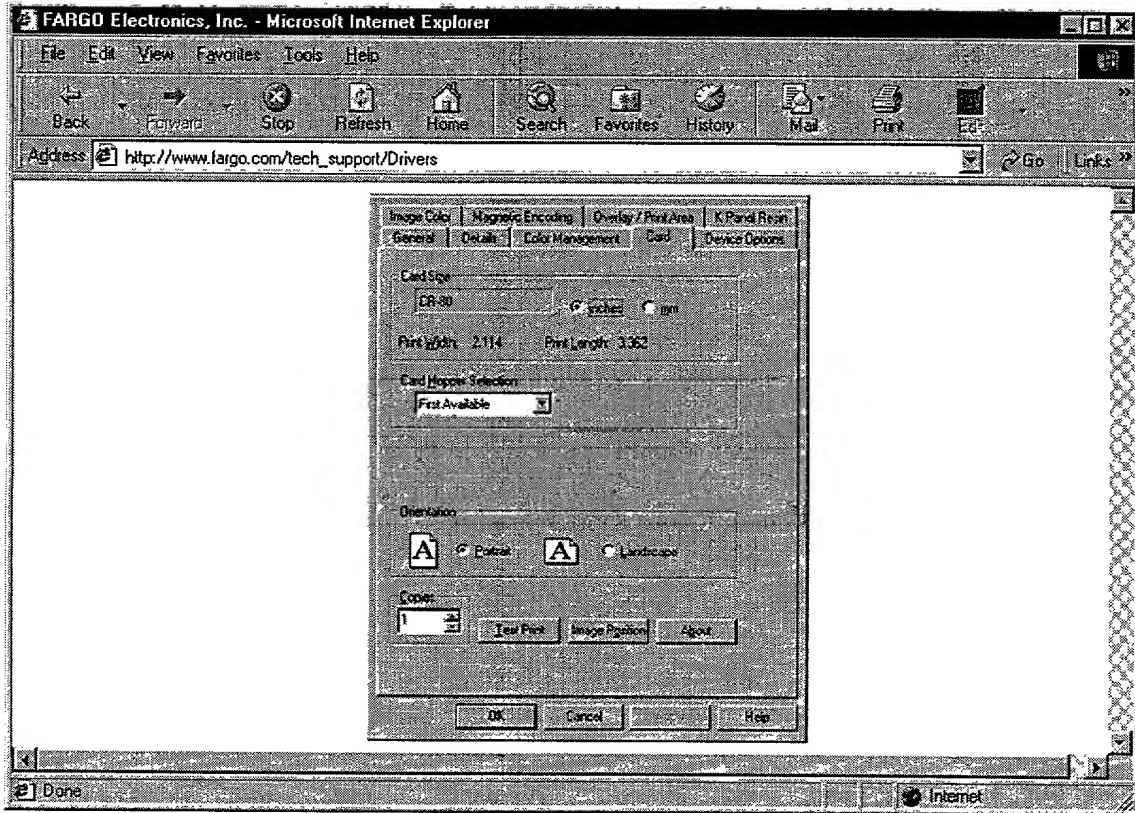 FARGO Electronics, Inc. - Microsoft Internet Explorer
File Edit View Favorites Tools Help
Back Forward Stop Refresh Home Search Favorites History Mail Print Edit »
Address http://www.fargo.com/tech_support/Drivers Go Links »
Image Color Magnetic Encoding Overlay / Print Area K Panel Resin
General Details Color Management Card Device Options
Card Size
CR-80 inches mm
Print Width: 2.114 Print Length: 3.362
Card Hopper Selection
First Available
Orientation
A Portrait A Landscape
Copies
1 Test Print Image Position About
OK Cancel Help
Done Internet